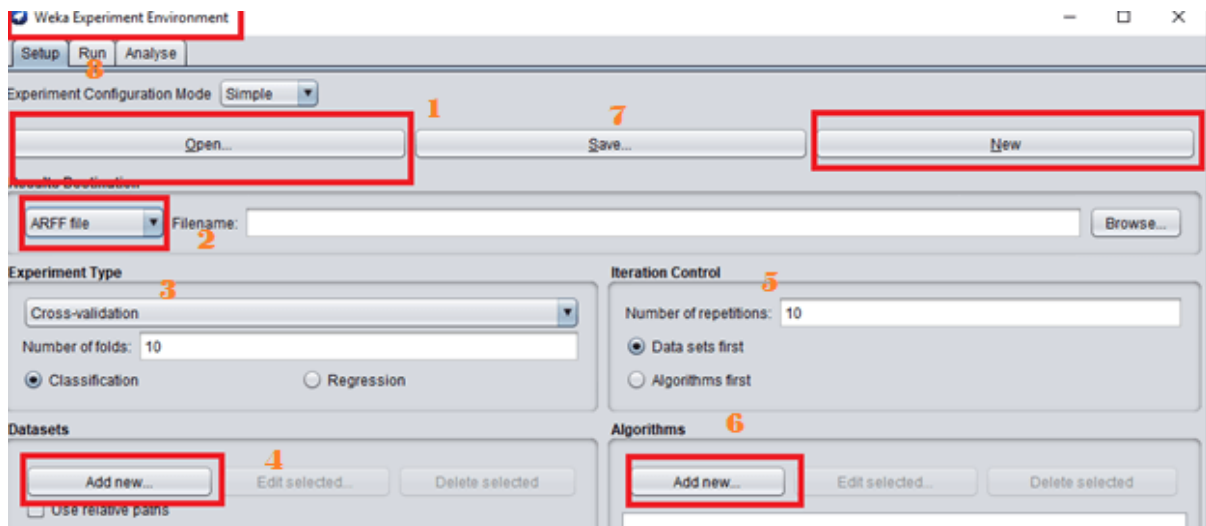 Weka Experiment Environment
Setup Run Analyse
8
Experiment Configuration Mode Simple
1 7
Open... Save... New
Results Destination
ARFF file Filename: Browse...
2
Experiment Type Iteration Control
3 5
Cross-validation Number of repetitions: 10
Number of folds: 10 Data sets first
Classification Regression Algorithms first
Datasets Algorithms 6
4
Add new... Edit selected... Delete selected Add new... Edit selected... Delete selected
Use relative paths